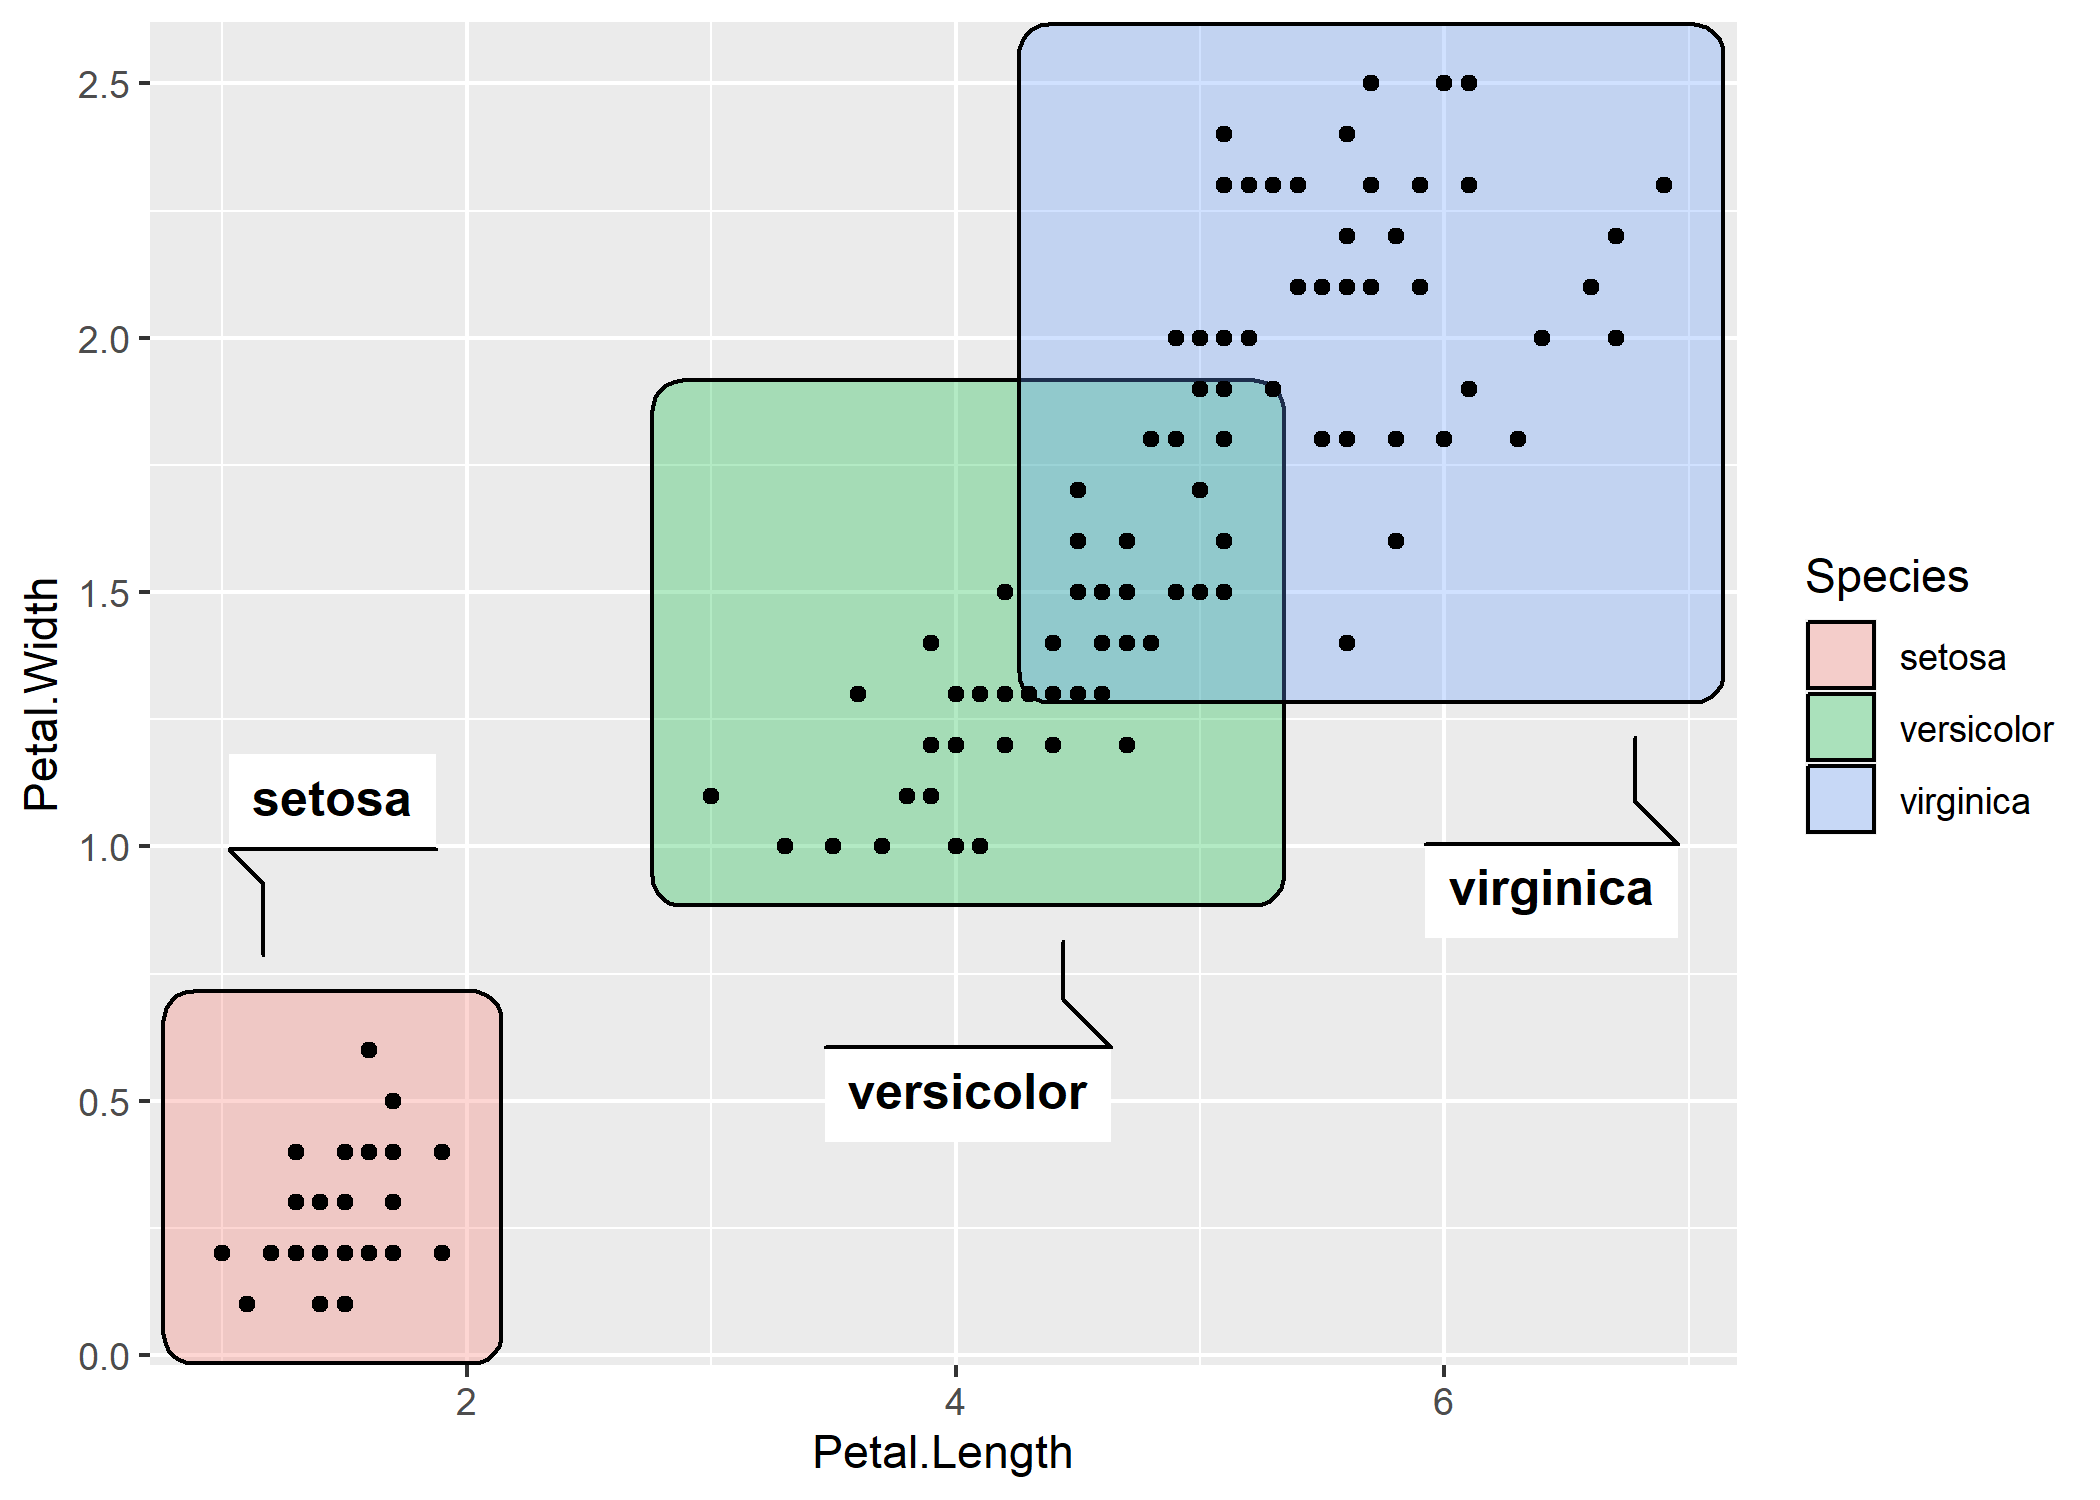 2.5
2.0
1.5
1.0
0.5
0.0
Petal.Width
setosa
versicolor
virginica
2
4
6
Petal.Length
Species
setosa
versicolor
virginica